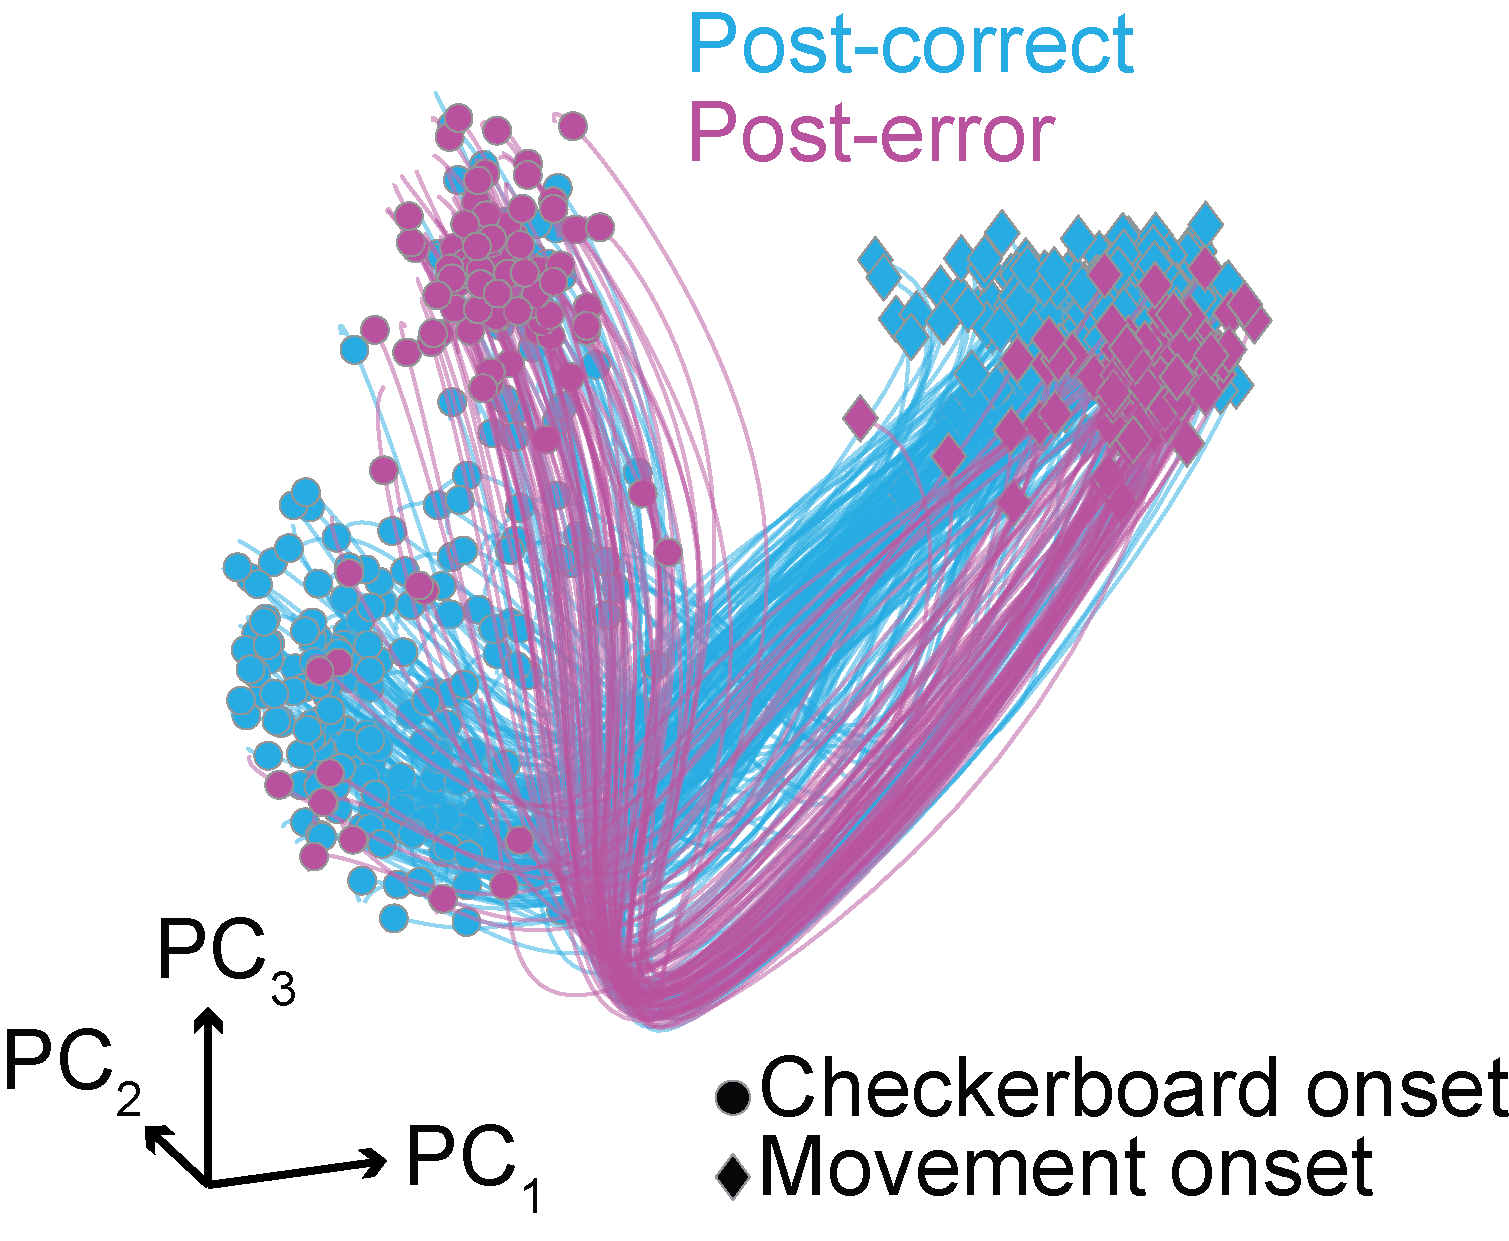 Post-correct
Post-error
PC3
PC2
PC1
Checkerboard onset
Movement onset